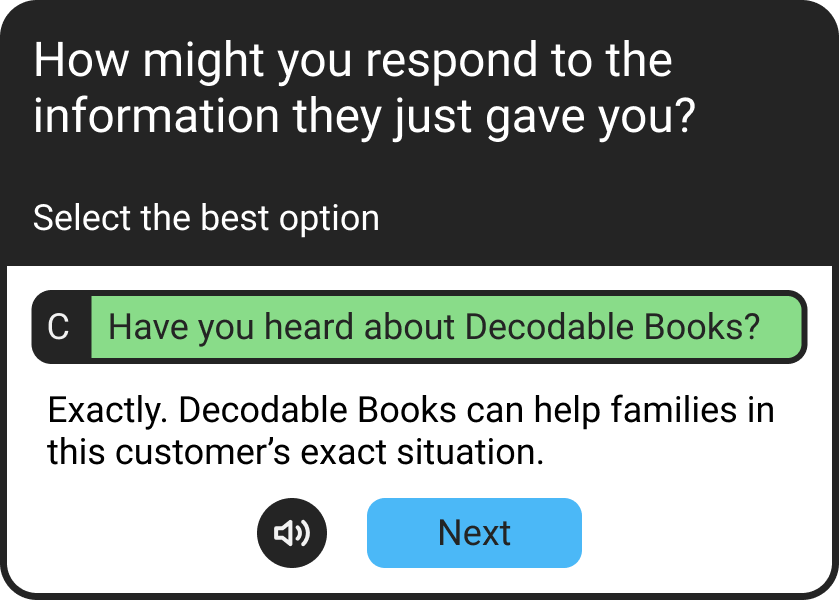 How might you respond to the
information they just gave you?
Select the best option
C Have you heard about Decodable Books?
Exactly. Decodable Books can help families in
this customer’s exact situation.
Next